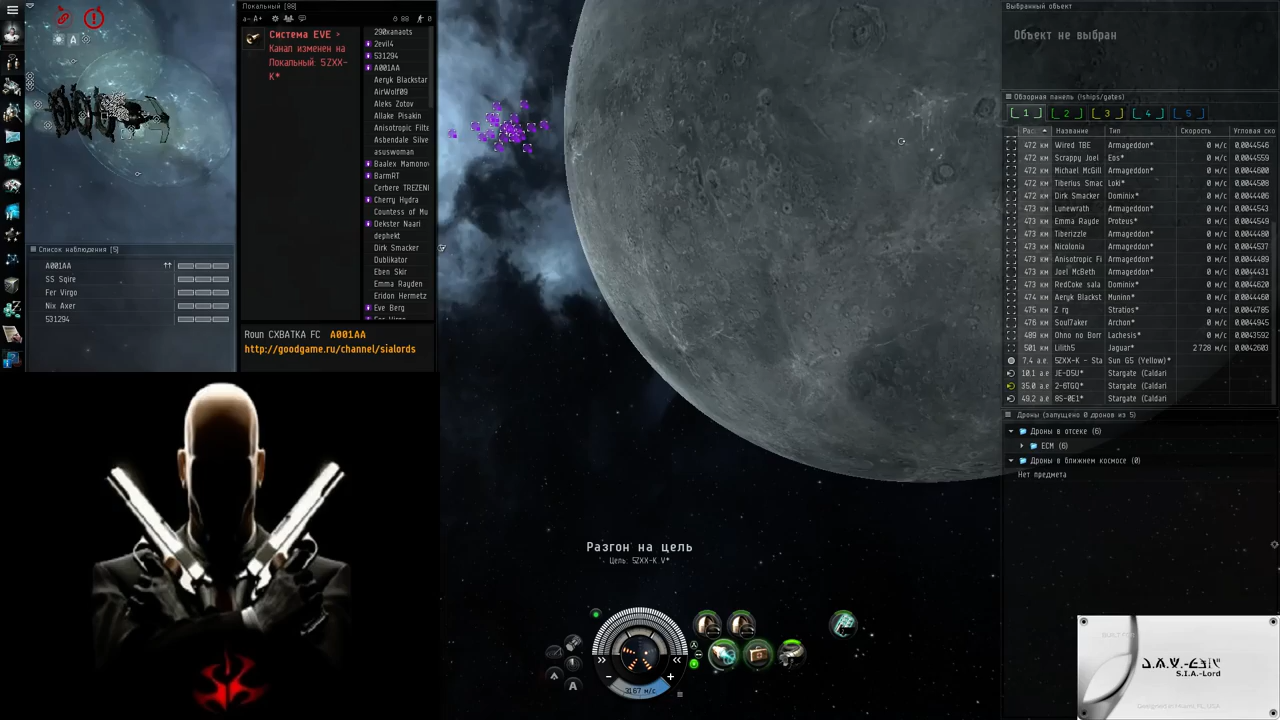 Список наблюдения [5]
A001AA
SS Sqire
Fer Virgo
Nix Axer
531294
Локальный [88]
88 0
Система EVE >
Канал изменен на
Локальный: 5ZXX-
K*
290xanaots
2evil4
531294
A001AA
Aeryk Blackstar
AirWolf09
Aleks Zotov
Allake Pisakin
Anisotropic Filte
Asbendale Silve
asuswoman
Baalex Mamonov
BarmRT
Cerbere TREZENI
Cherry Hydra
Countess of Mu
Dekster Naari
dephekt
Dirk Smacker
Dublikator
Eben Skir
Emma Rayden
Eridon Hermetz
Eve Berg
Roun СХВАТКА FC A001AA
http://goodgame.ru/channel/sialords
Разгон на цель
Цель: 5ZXX-K V*
3167 м/с
Выбранный объект
Объект не выбран
Обзорная панель (!ships/gates)
1 2 3 4 5
Рас Название Тип Скорость Угловая ско
472 км Wired TBE Armageddon* 0 м/с 0,0044546
472 км Scrappy Joel Eos* 0 м/с 0,0044559
472 км Michael McGill Armageddon* 0 м/с 0,0044600
472 км Tiberius Smac Loki* 0 м/с 0,0044508
472 км Dirk Smacker Dominix* 0 м/с 0,0044406
473 км Lunewrath Armageddon* 0 м/с 0,0044543
473 км Emma Rayde Proteus* 0 м/с 0,0044549
473 км Tiberizzle Armageddon* 0 м/с 0,0044480
473 км Nicolonia Armageddon* 0 м/с 0,0044537
473 км Anisotropic Fi Armageddon* 0 м/с 0,0044489
473 км Joel McBeth Armageddon* 0 м/с 0,0044431
473 км RedCoke sala Dominix* 0 м/с 0,0044620
474 км Aeryk Blackst Muninn* 0 м/с 0,0044460
475 км Z rg Stratios* 0 м/с 0,0044785
476 км Soul7aker Archon* 0 м/с 0,0044945
489 км Ohno no Borr Lachesis* 0 м/с 0,0043592
501 км LilithS Jaguar* 2 728 м/с 0,0042603
7.4 а.е. 5ZXX-K - Sta Sun G5 (Yellow)*
10.1 а.е JE-D5U* Stargate (Caldari
35.0 а.е 2-6TGQ* Stargate (Caldari
49.2 а.е 8S-0E1* Stargate (Caldari
Дроны (запущено 0 дронов из 5)
Дроны в отсеке (6)
ECM (6)
Дроны в ближнем космосе (0)
Нет предмета
S.I.A.-Lord